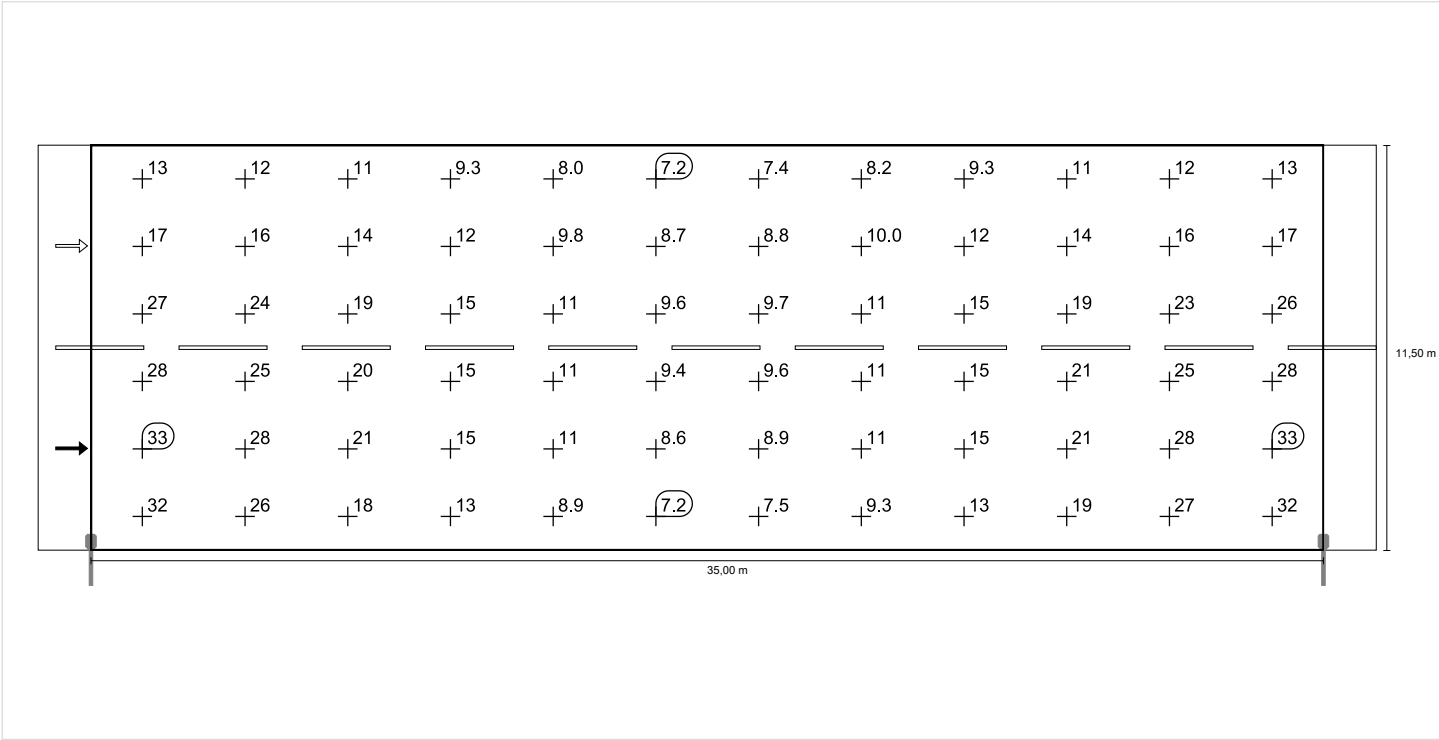 13 12 11 9.3 8.0 7.2 7.4 8.2 9.3 11 12 13
17 16 14 12 9.8 8.7 8.8 10.0 12 14 16 17
27 24 19 15 11 9.6 9.7 11 15 19 23 26
28 25 20 15 11 9.4 9.6 11 15 21 25 28
11,50 m
33 28 21 15 11 8.6 8.9 11 15 21 28 33
32 26 18 13 8.9 7.2 7.5 9.3 13 19 27 32
35,00 m